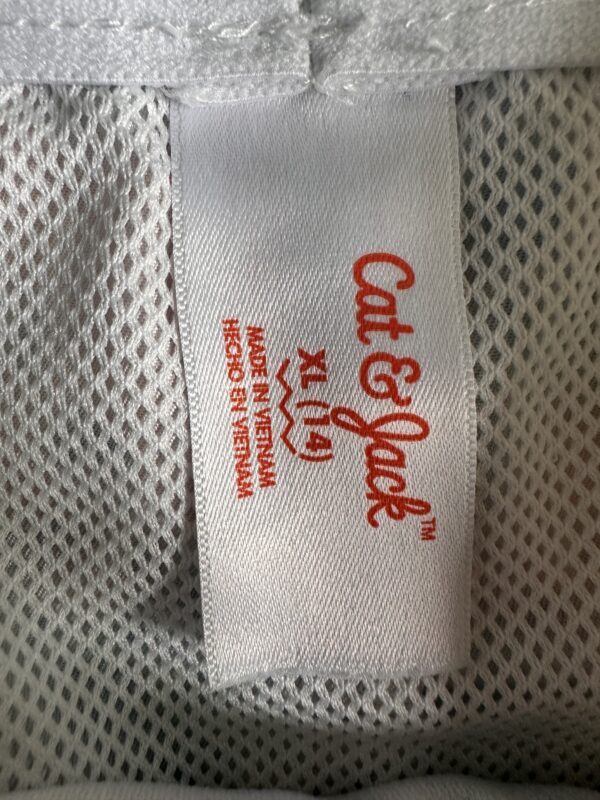 Cat & Jack™
XL (14)
MADE IN VIETNAM
HECHO EN VIETNAM